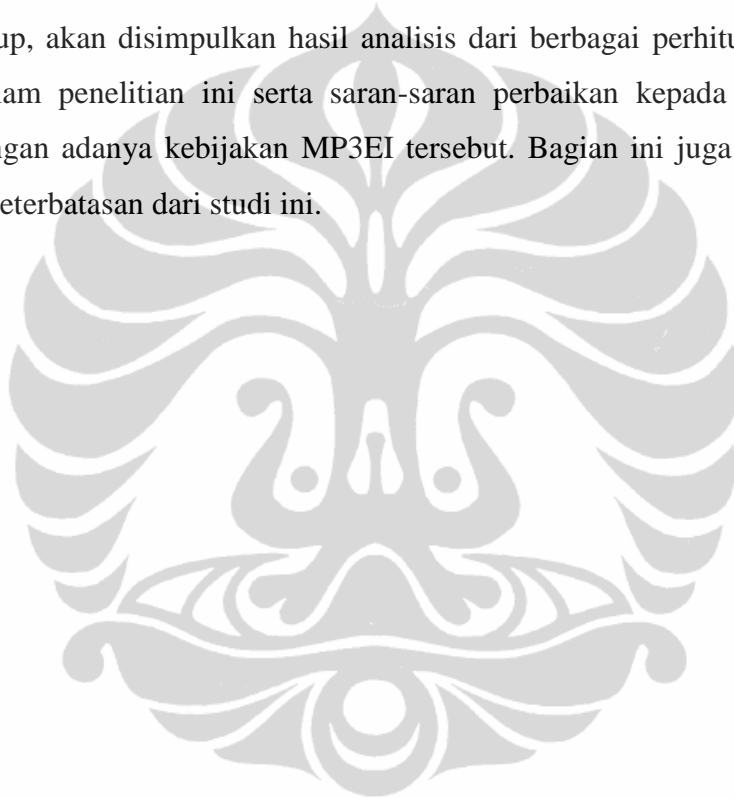 up, akan disimpulkan hasil analisis dari berbagai perhitu
am penelitian ini serta saran-saran perbaikan kepada
ngan adanya kebijakan MP3EI tersebut. Bagian ini juga
eterbatasan dari studi ini.